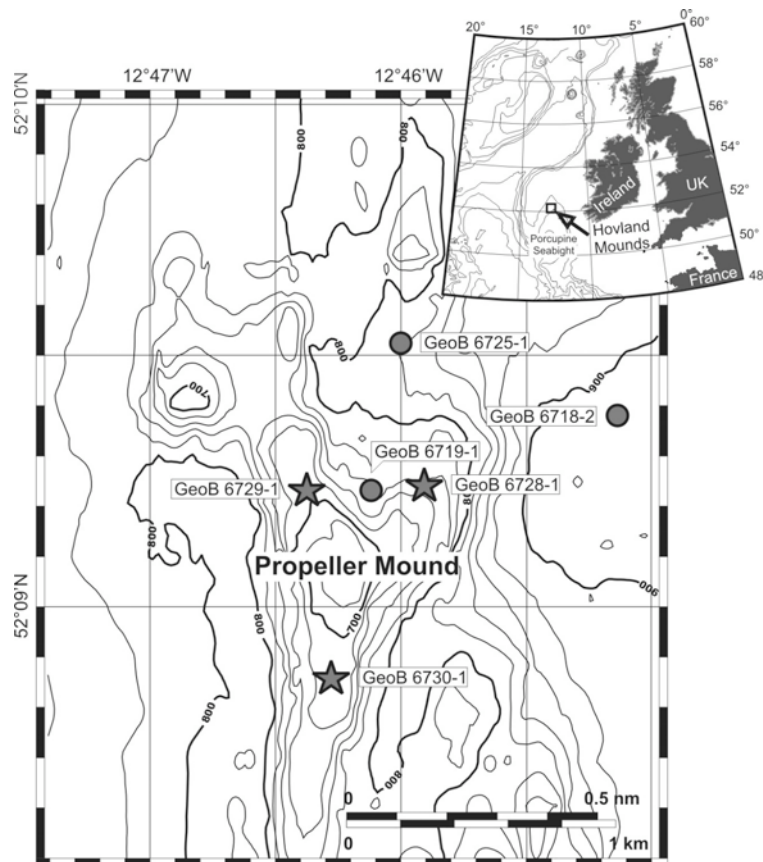 20°
15°
10°
5°
0°
60°
58°
56°
54°
52°
50°
48
UK
Ireland
Hovland
Mounds
Porcupine
Seabight
France
12°47'W
12°46'W
52°10'N
52°09'N
800
800
800
GeoB 6725-1
900
700
GeoB 6718-2
GeoB 6719-1
GeoB 6729-1
GeoB 6728-1
800
Propeller Mound
900
700
800
GeoB 6730-1
800
800
0
0.5 nm
0
1 km